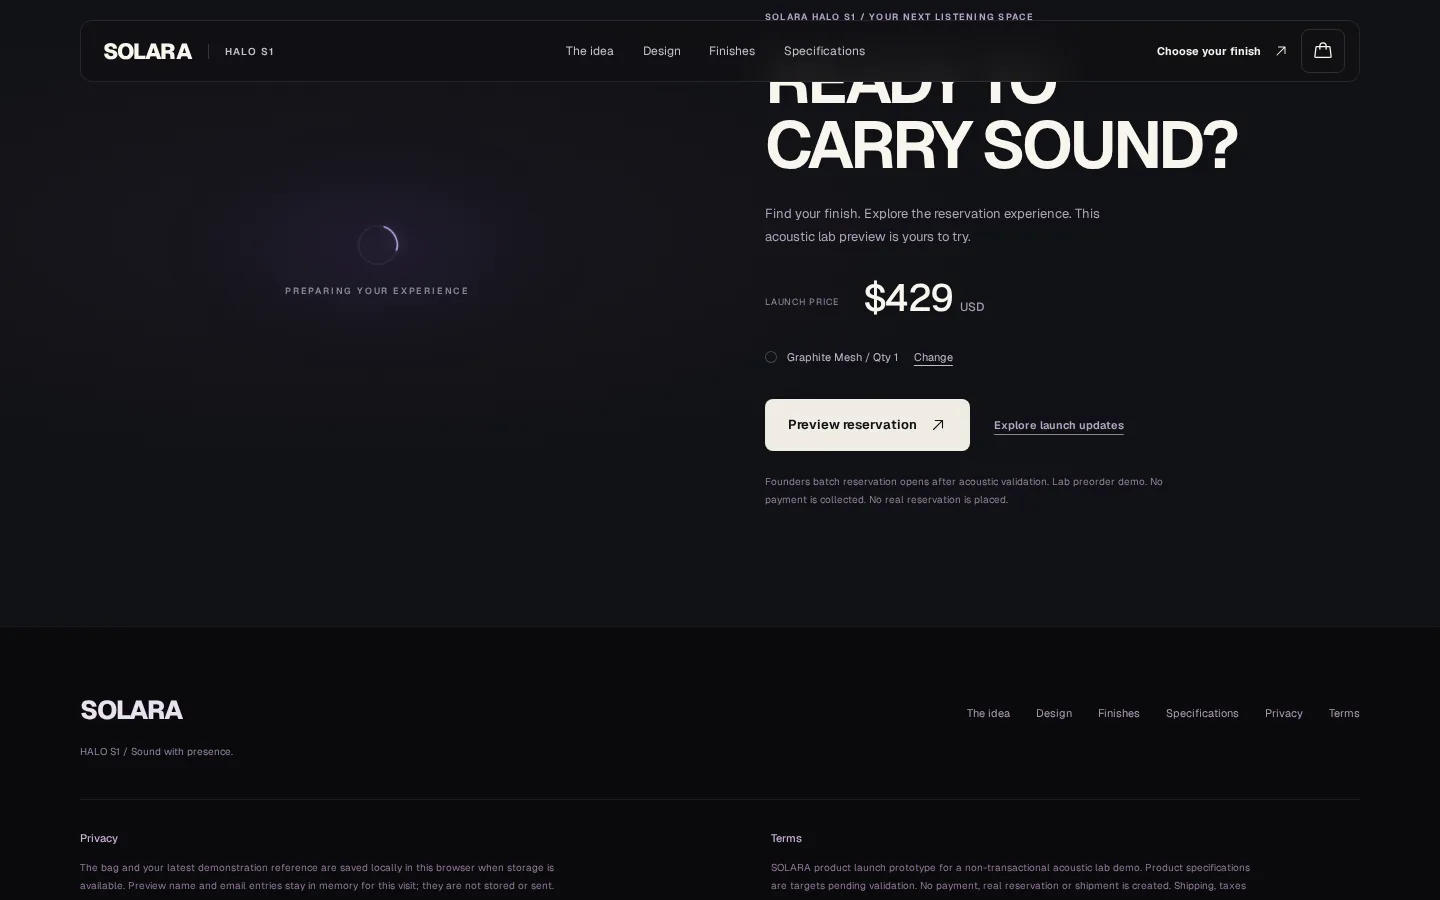 SOLARA HALO S1 / YOUR NEXT LISTENING SPACE
SOLARA HALO S1 The idea Design Finishes Specifications Choose your finish
READY TO
CARRY SOUND?
Find your finish. Explore the reservation experience. This
acoustic lab preview is yours to try.
PREPARING YOUR EXPERIENCE
LAUNCH PRICE $429 USD
Graphite Mesh / Qty 1 Change
Preview reservation Explore launch updates
Founders batch reservation opens after acoustic validation. Lab preorder demo. No
payment is collected. No real reservation is placed.
SOLARA
The idea Design Finishes Specifications Privacy Terms
HALO S1 / Sound with presence.
Privacy
The bag and your latest demonstration reference are saved locally in this browser when storage is
available. Preview name and email entries stay in memory for this visit; they are not stored or sent.
Terms
SOLARA product launch prototype for a non-transactional acoustic lab demo. Product specifications
are targets pending validation. No payment, real reservation or shipment is created. Shipping, taxes